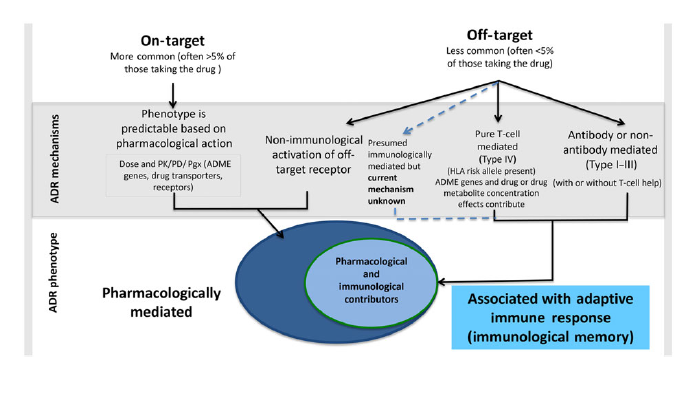 On-target
More common (often >5% of
those taking the drug )
Off-target
Less common (often <5%
of those taking the drug)
ADR mechanisms
Phenotype is
predictable based on
pharmacological action
Dose and PK/PD/ Pgx (ADME
genes, drug transporters,
receptors)
Non-immunological
activation of off-
target receptor
Presumed
immunologically
mediated but
current
mechanism
unknown
Pure T-cell
mediated
(Type IV)
(HLA risk allele present)
ADME genes and drug or drug
metabolite concentration
effects contribute
Antibody or non-
antibody mediated
(Type I–III)
(with or without T-cell help)
ADR phenotype
Pharmacologically
mediated
Pharmacological
and
immunological
contributors
Associated with adaptive
immune response
(immunological memory)